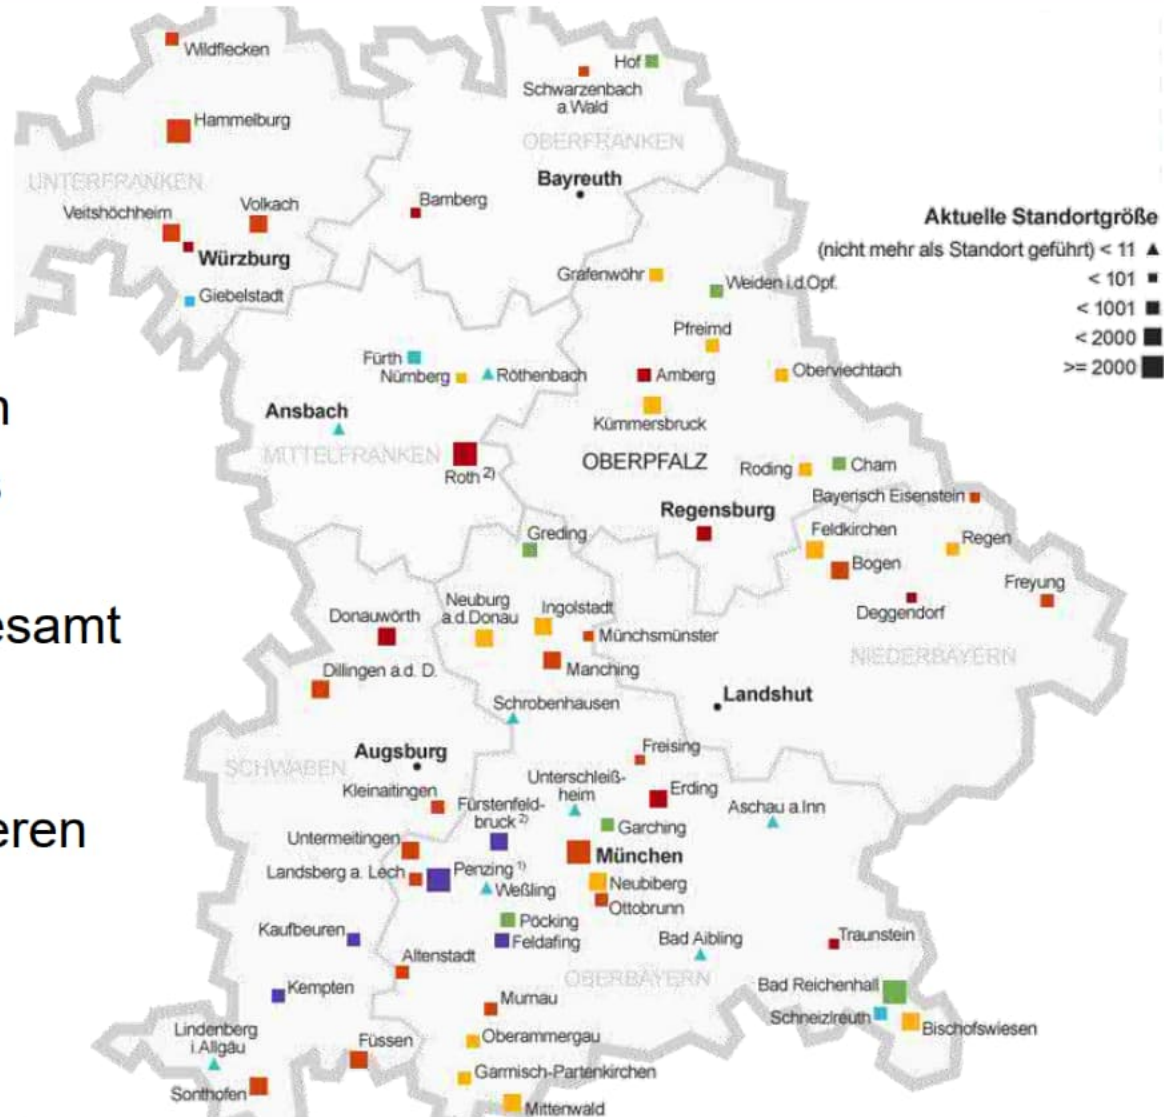 Wildflecken
Hof
Schwarzenbach
a.Wald
Hammelburg
OBERFRANKEN
UNTERFRANKEN
Bayreuth
Veitshöchheim
Volkach
Bamberg
Würzburg
Giebelstadt
Aktuelle Standortgröße
(nicht mehr als Standort geführt) < 11
< 101
< 1001
< 2000
>= 2000
Grafenwöhr
Weiden i.d.Opf.
Pfreimd
Fürth
Nürnberg
Röthenbach
Amberg
Oberviechtach
Ansbach
Kümmersbruck
MITTELFRANKEN
OBERPFALZ
Roth 2)
Roding
Cham
Bayerisch Eisenstein
Regensburg
Greding
Feldkirchen
Regen
Bogen
Freyung
Deggendorf
n
s
esamt
eren
Donauwörth
Neuburg
a.d.Donau
Ingolstadt
Münchsmünster
Manching
NIEDERBAYERN
Dillingen a.d. D.
Schrobenhausen
Landshut
Augsburg
SCHWABEN
Freising
Kleinaitingen
Unterschleiß-
heim
Erding
Aschau a.Inn
Fürstenfeld-
bruck 2)
Garching
Untermeitingen
München
Landsberg a. Lech
Penzing 1)
Weßling
Neubiberg
Ottobrunn
Pöcking
Kaufbeuren
Feldafing
Bad Aibling
Traunstein
Altenstadt
OBERBAYERN
Bad Reichenhall
Kempten
Murnau
Schneizlreuth
Bischofswiesen
Lindenberg
i.Allgäu
Füssen
Oberammergau
Garmisch-Partenkirchen
Sonthofen
Mittenwald